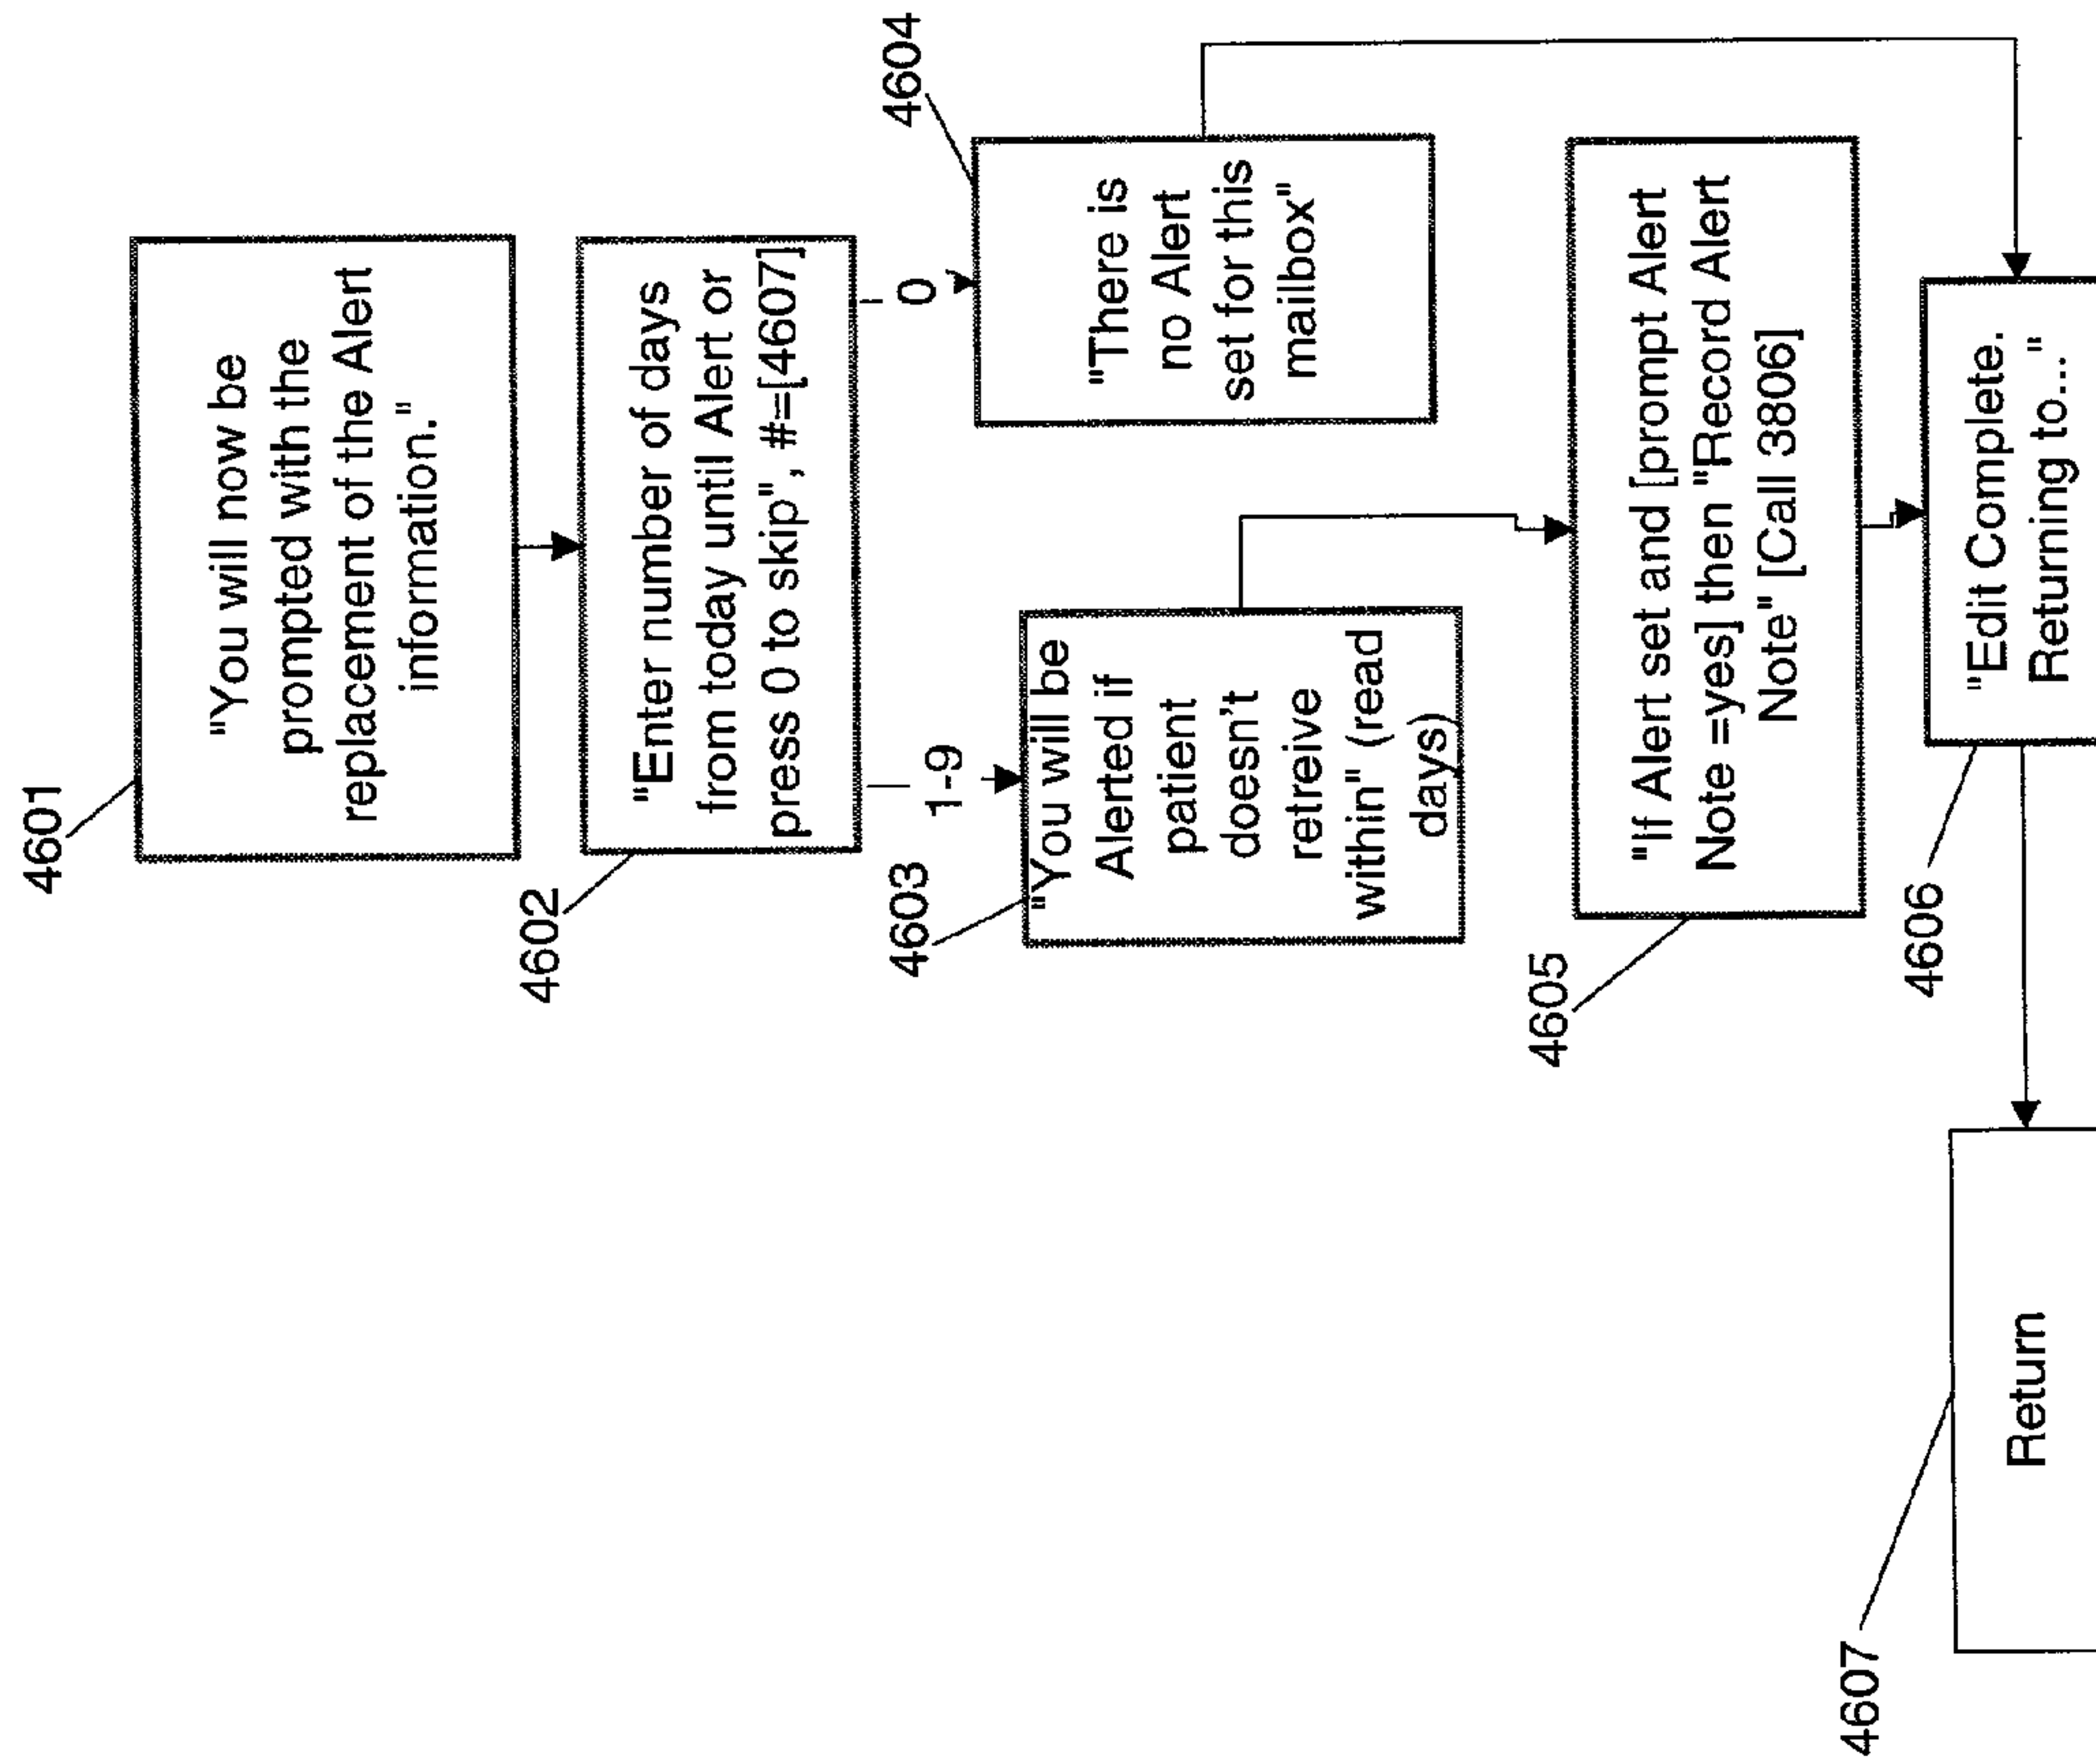 4601
"You will now be
prompted with the
replacement of the Alert
information."
4602
"Enter number of days
from today until Alert or
press 0 to skip", #=[4607]
1-9
0
4603
"You will be
Alerted if
patient
doesn't
retreive
within" (read
days)
4604
"There is
no Alert
set for this
mailbox"
4605
"If Alert set and [prompt Alert
Note =yes] then "Record Alert
Note" [Call 3806]
4606
"Edit Complete.
Returning to..."
4607
Return